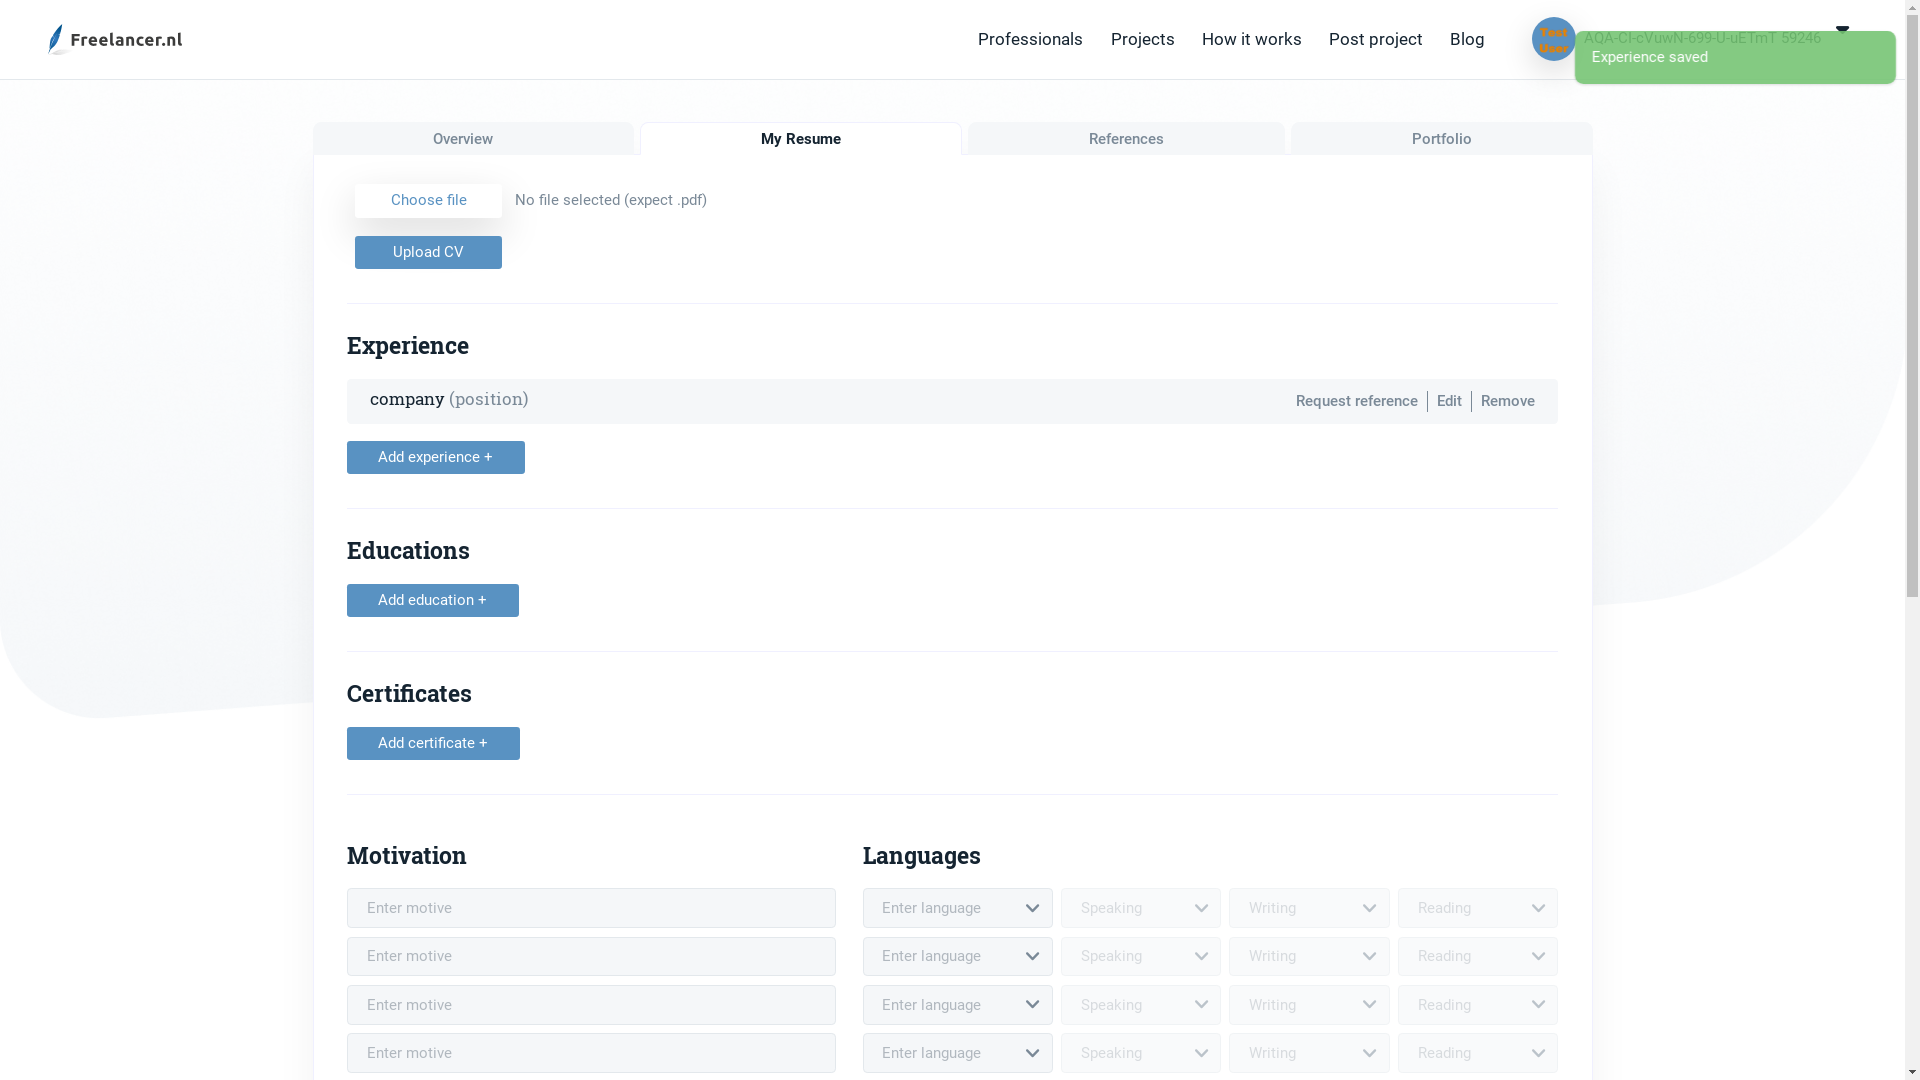 Freelancer.nl
Professionals Projects How it works Post project Blog
Test User
AQA-CI-cVuwN-699-U-uETmT 59246
Experience saved
Overview My Resume References Portfolio
Choose file No file selected (expect .pdf)
Upload CV
Experience
company (position) Request reference Edit Remove
Add experience +
Educations
Add education +
Certificates
Add certificate +
Motivation Languages
Enter motive Enter language Speaking Writing Reading
Enter motive Enter language Speaking Writing Reading
Enter motive Enter language Speaking Writing Reading
Enter motive Enter language Speaking Writing Reading